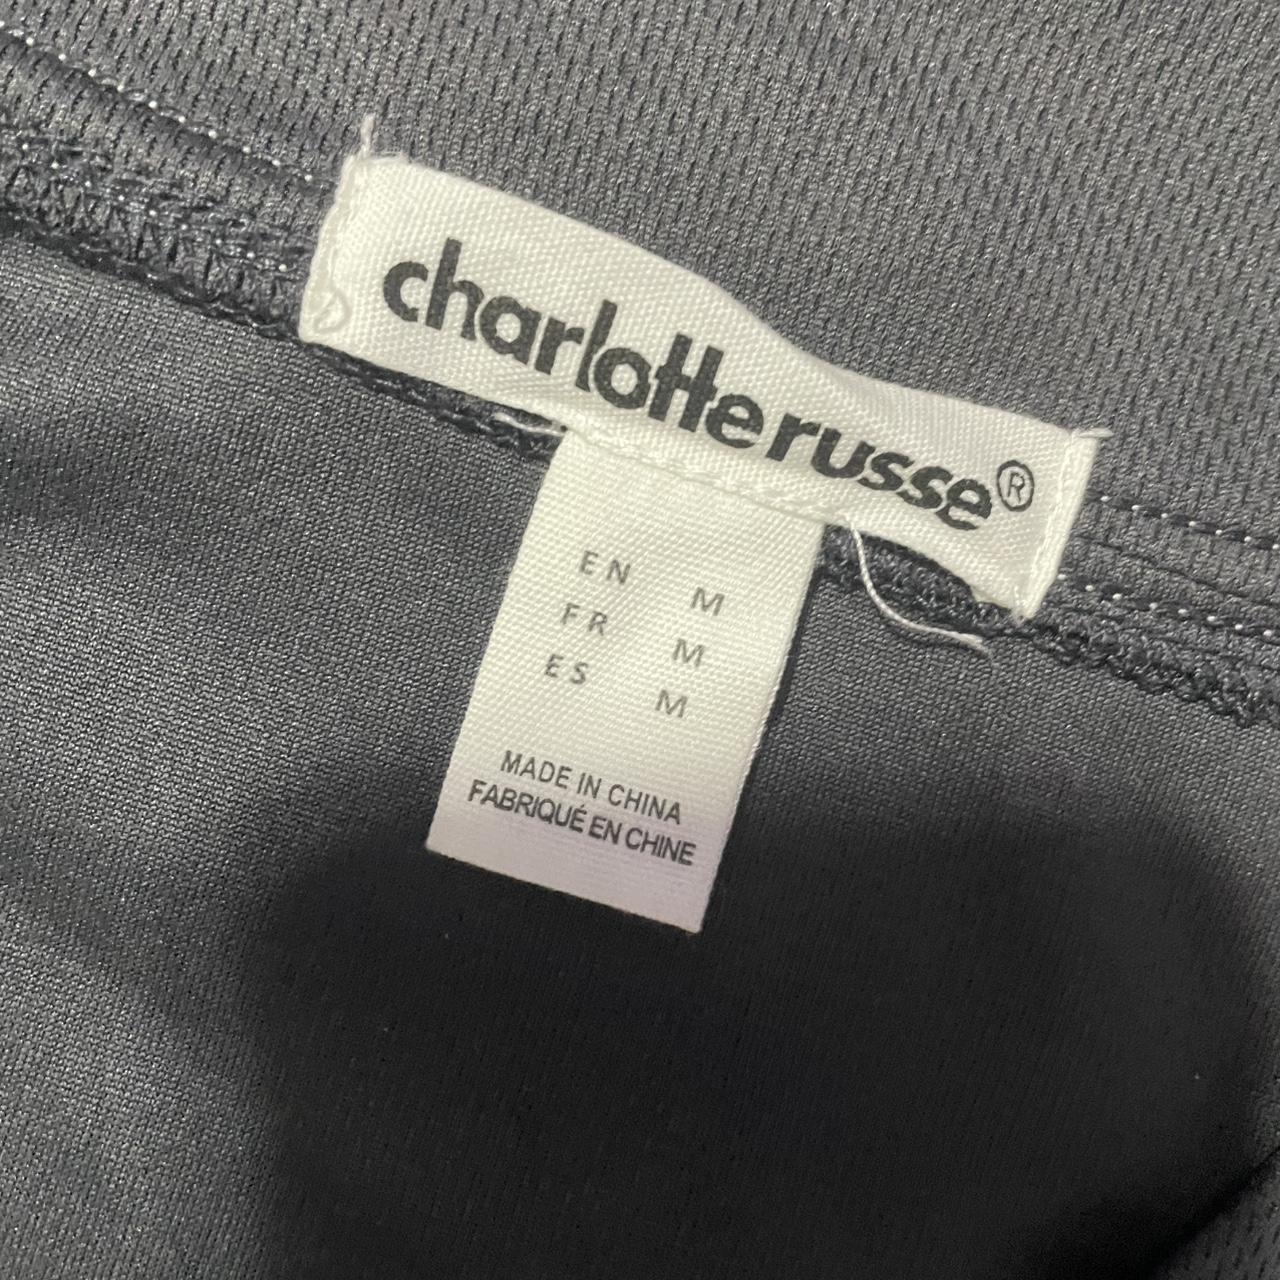 charlotte russe®
EN M
FR M
ES M
MADE IN CHINA
FABRIQUÉ EN CHINE